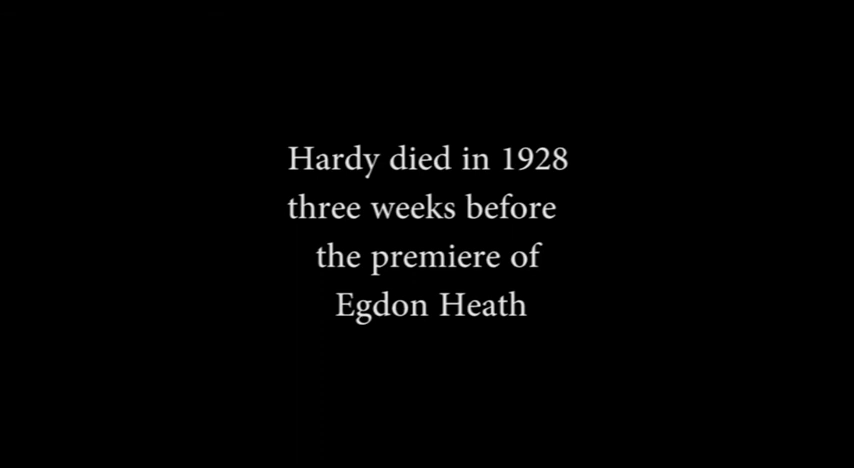 Hardy died in 1928
three weeks before
the premiere of
Egdon Heath